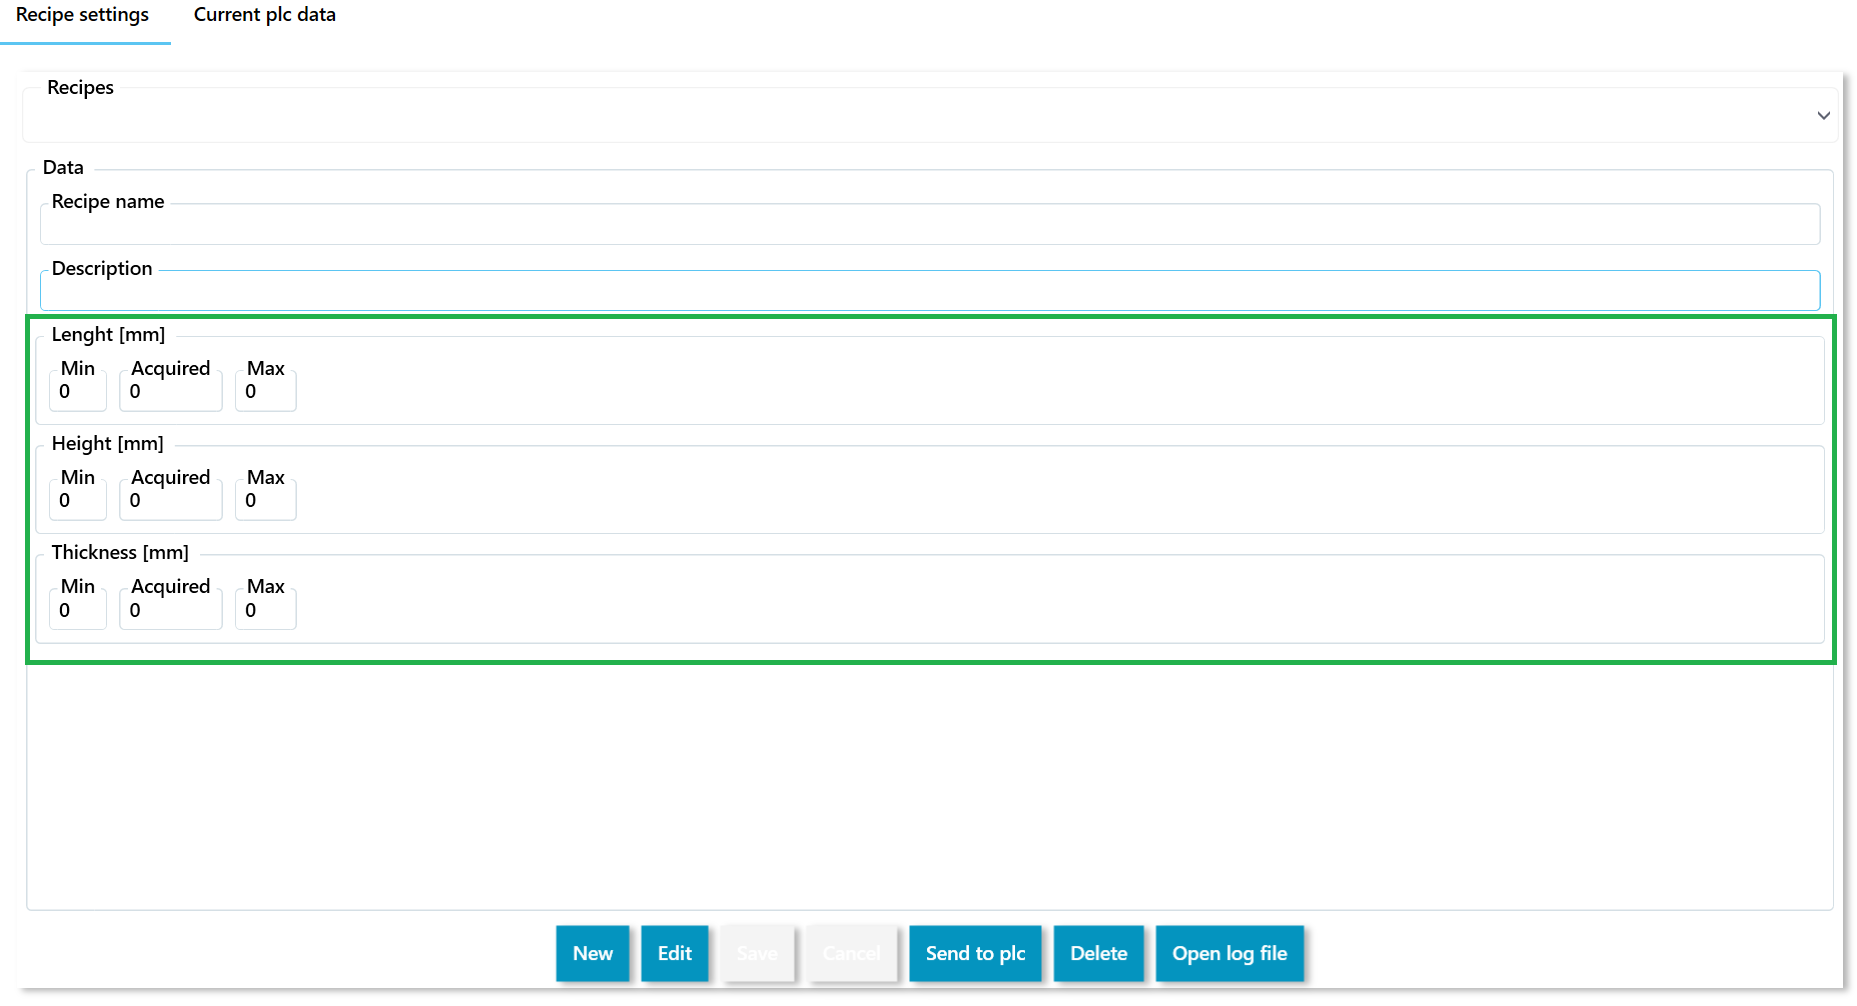 Recipe settings Current plc data
Recipes
Data
Recipe name
Description
Lenght [mm]
Min Acquired Max
0 0 0
Height [mm]
Min Acquired Max
0 0 0
Thickness [mm]
Min Acquired Max
0 0 0
New Edit Save Cancel Send to plc Delete Open log file